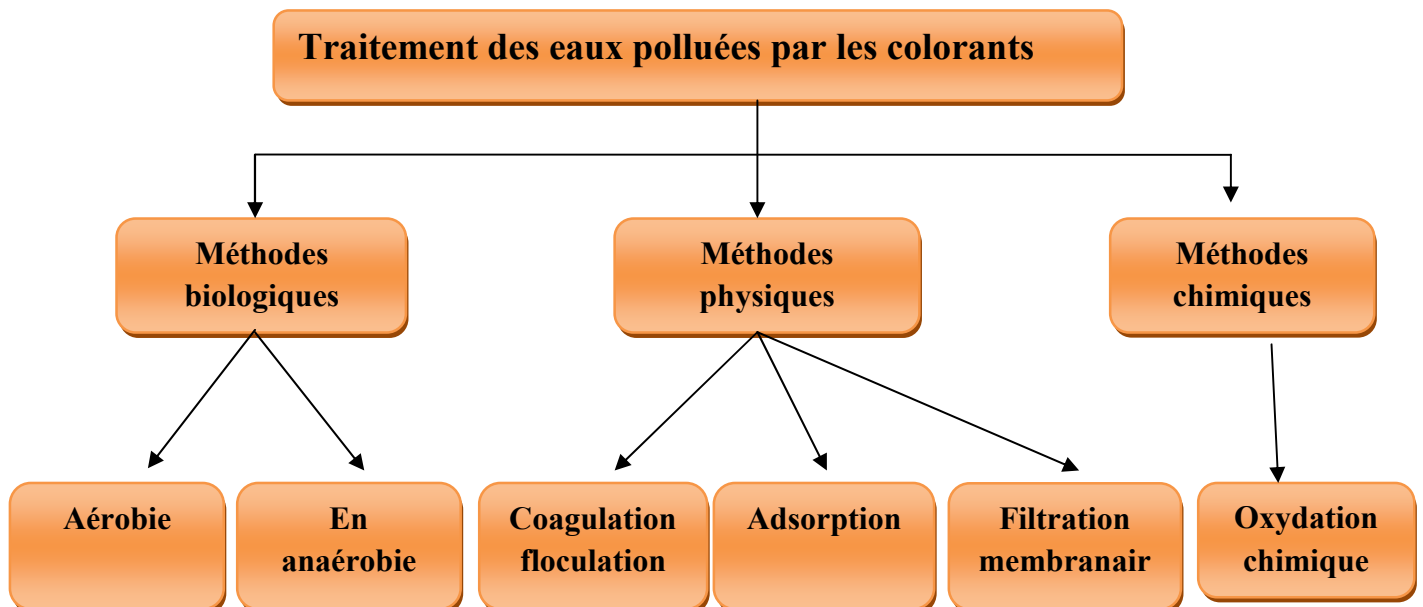 Traitement des eaux polluées par les colorants
Méthodes
biologiques
Méthodes
physiques
Méthodes
chimiques
Aérobie
En
anaérobie
Coagulation
floculation
Adsorption
Filtration
membranair
Oxydation
chimique